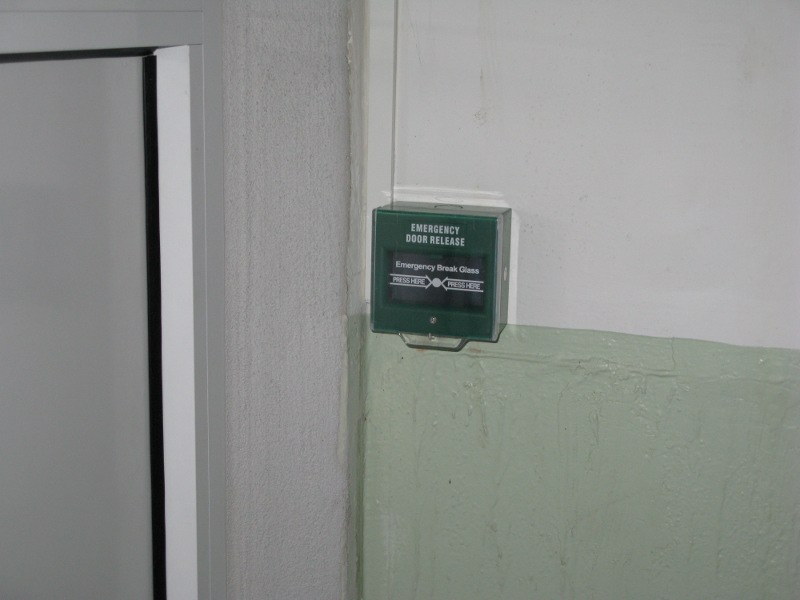 EMERGENCY
DOOR RELEASE
Emergency Break Glass
PRESS HERE PRESS HERE